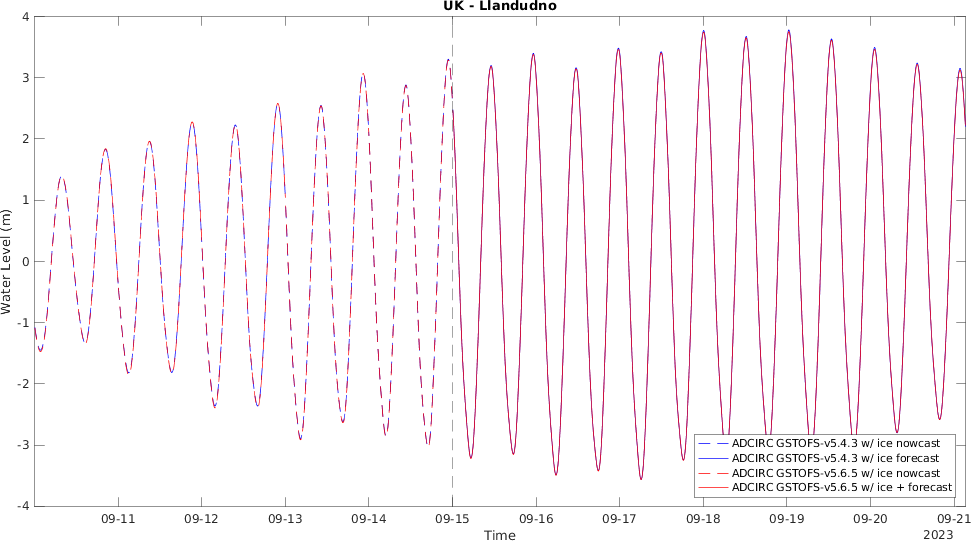 UK - Llandudno
4
3
2
1
0
-1
-2
-3
-4
Water Level (m)
ADCIRC GSTOFS-v5.4.3 w/ ice nowcast
ADCIRC GSTOFS-v5.4.3 w/ ice forecast
ADCIRC GSTOFS-v5.6.5 w/ ice nowcast
ADCIRC GSTOFS-v5.6.5 w/ ice + forecast
09-11 09-12 09-13 09-14 09-15 09-16 09-17 09-18 09-19 09-20 09-21
Time
2023